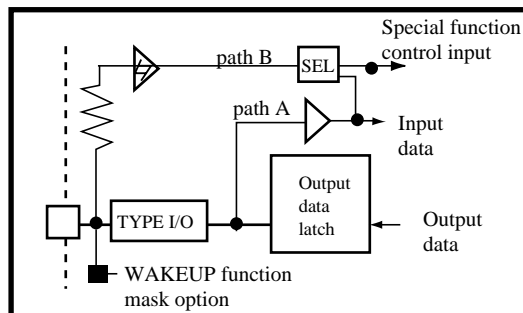 Special function
control input
path B
SEL
path A
Input
data
Output
data
latch
TYPE I/O
Output
data
WAKEUP function
mask option